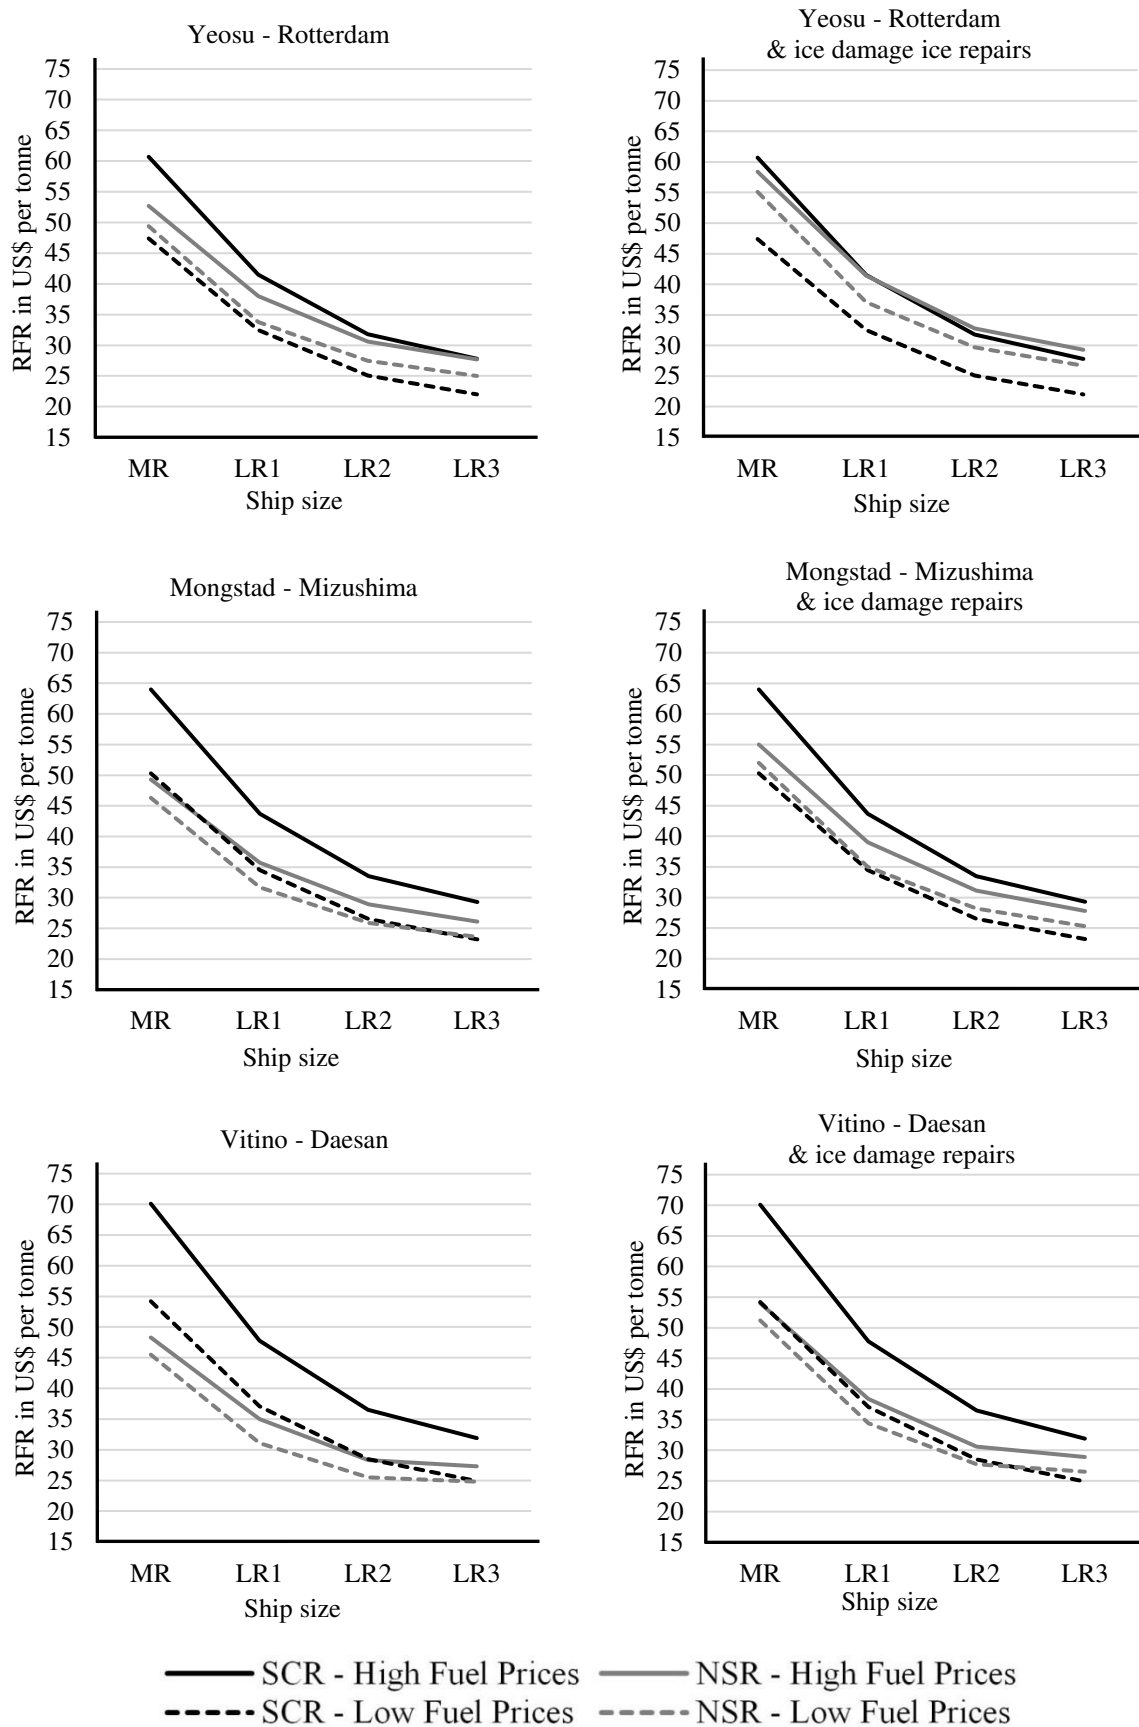 Yeosu - Rotterdam
RFR in US$ per tonne
75
70
65
60
55
50
45
40
35
30
25
20
15
MR LR1 LR2 LR3
Ship size
Yeosu - Rotterdam
& ice damage ice repairs
RFR in US$ per tonne
75
70
65
60
55
50
45
40
35
30
25
20
15
MR LR1 LR2 LR3
Ship size
Mongstad - Mizushima
RFR in US$ per tonne
75
70
65
60
55
50
45
40
35
30
25
20
15
MR LR1 LR2 LR3
Ship size
Mongstad - Mizushima
& ice damage repairs
RFR in US$ per tonne
75
70
65
60
55
50
45
40
35
30
25
20
15
MR LR1 LR2 LR3
Ship size
Vitino - Daesan
RFR in US$ per tonne
75
70
65
60
55
50
45
40
35
30
25
20
15
MR LR1 LR2 LR3
Ship size
Vitino - Daesan
& ice damage repairs
RFR in US$ per tonne
75
70
65
60
55
50
45
40
35
30
25
20
15
MR LR1 LR2 LR3
Ship size
SCR - High Fuel Prices NSR - High Fuel Prices
SCR - Low Fuel Prices NSR - Low Fuel Prices